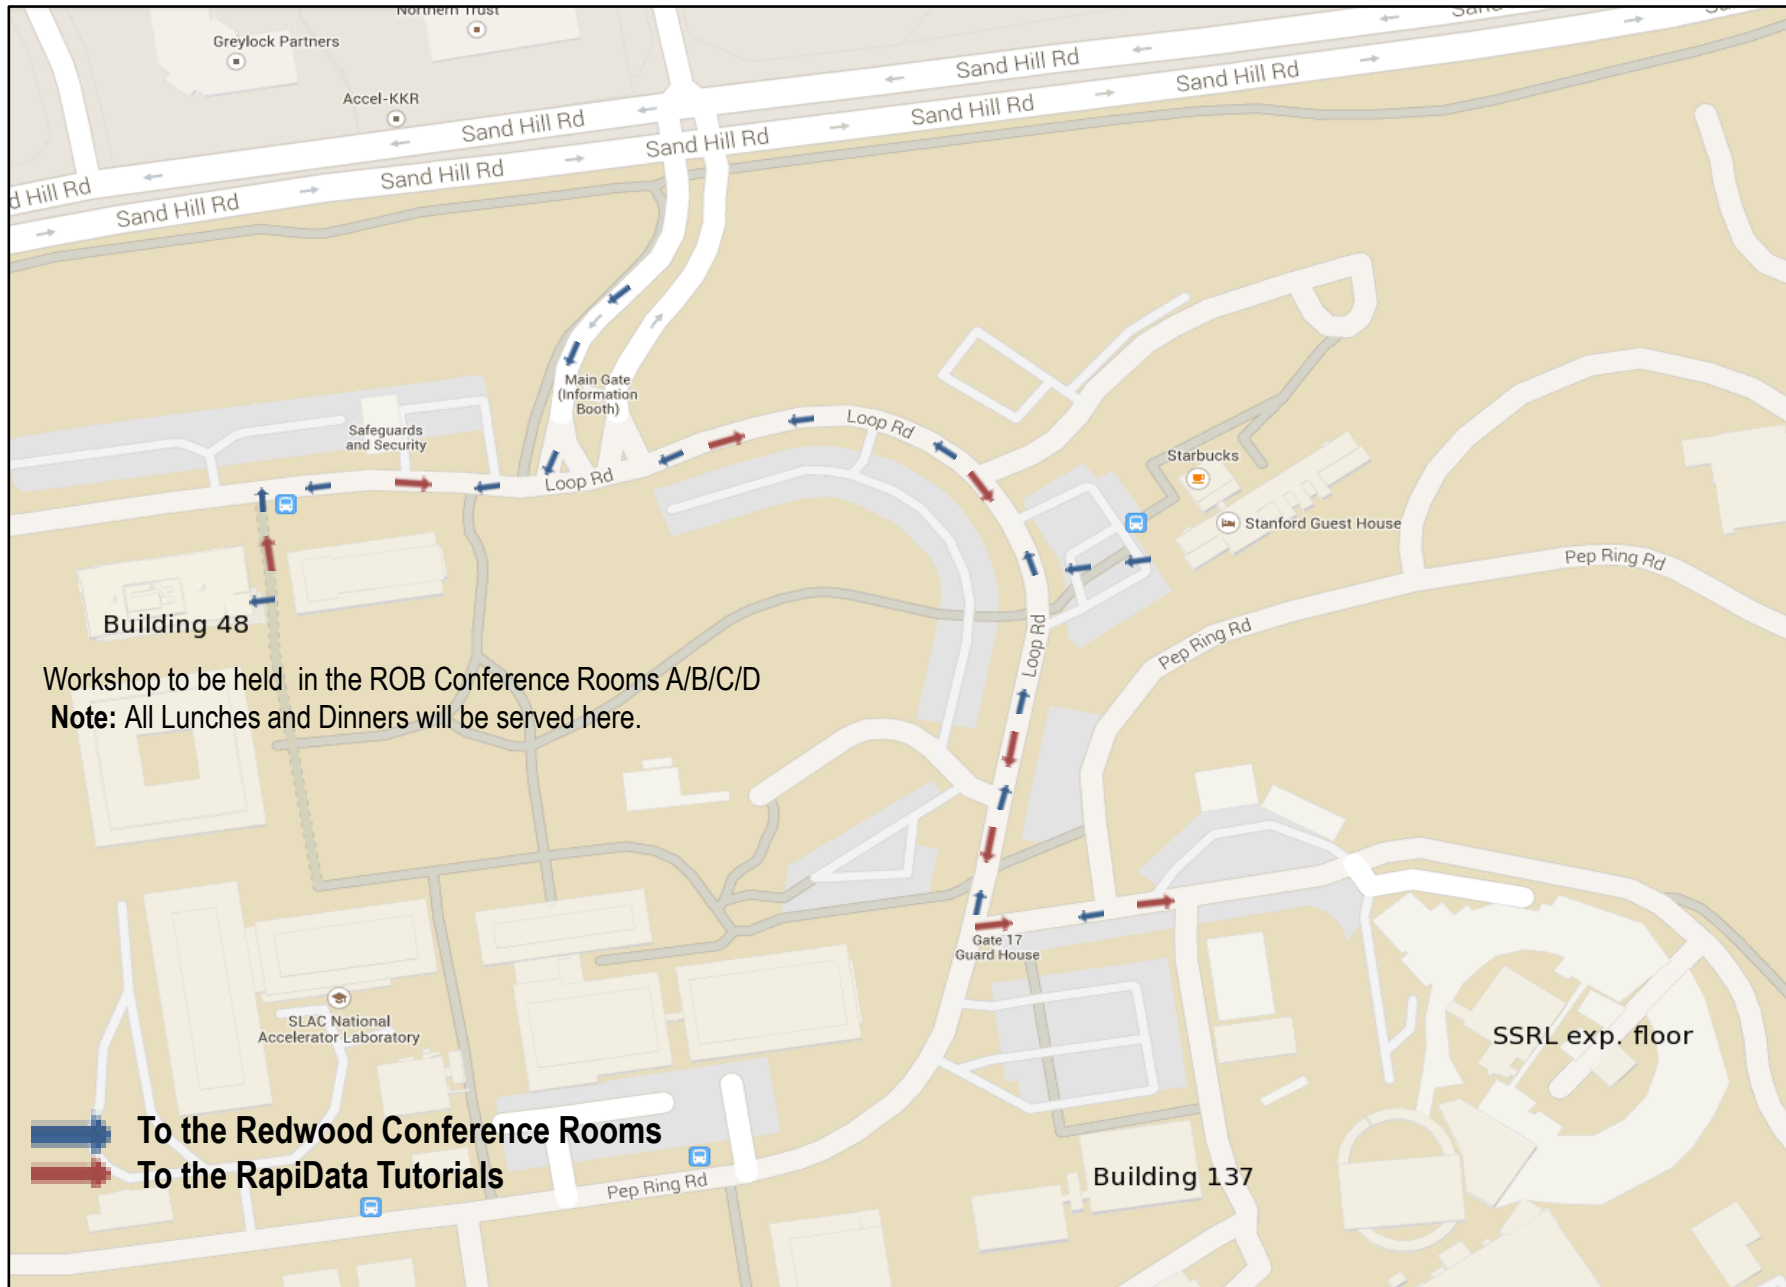 Northern Trust
Greylock Partners
Accel-KKR
Sand Hill Rd
Sand Hill Rd
Sand Hill Rd
Sand Hill Rd
Sand Hill Rd
Sand Hill Rd
Sand Hill Rd
d Hill Rd
Sand Hill Rd
Main Gate
(Information
Booth)
Safeguards
and Security
Loop Rd
Loop Rd
Starbucks
Stanford Guest House
Pep Ring Rd
Building 48
Loop Rd
Pep Ring Rd
Workshop to be held in the ROB Conference Rooms A/B/C/D
Note: All Lunches and Dinners will be served here.
Gate 17
Guard House
SLAC National
Accelerator Laboratory
SSRL exp. floor
To the Redwood Conference Rooms
To the RapiData Tutorials
Building 137
Pep Ring Rd